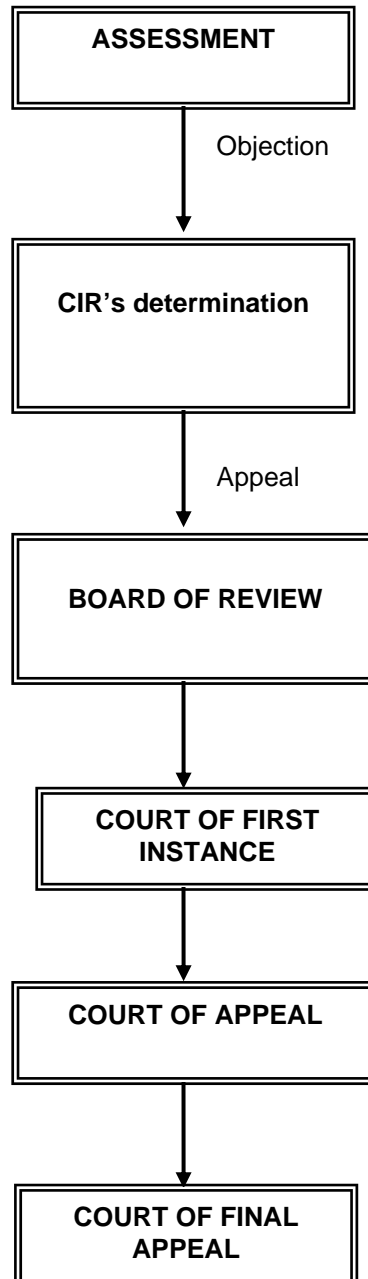 ASSESSMENT
Objection
CIR's determination
Appeal
BOARD OF REVIEW
COURT OF FIRST
INSTANCE
COURT OF APPEAL
COURT OF FINAL
APPEAL